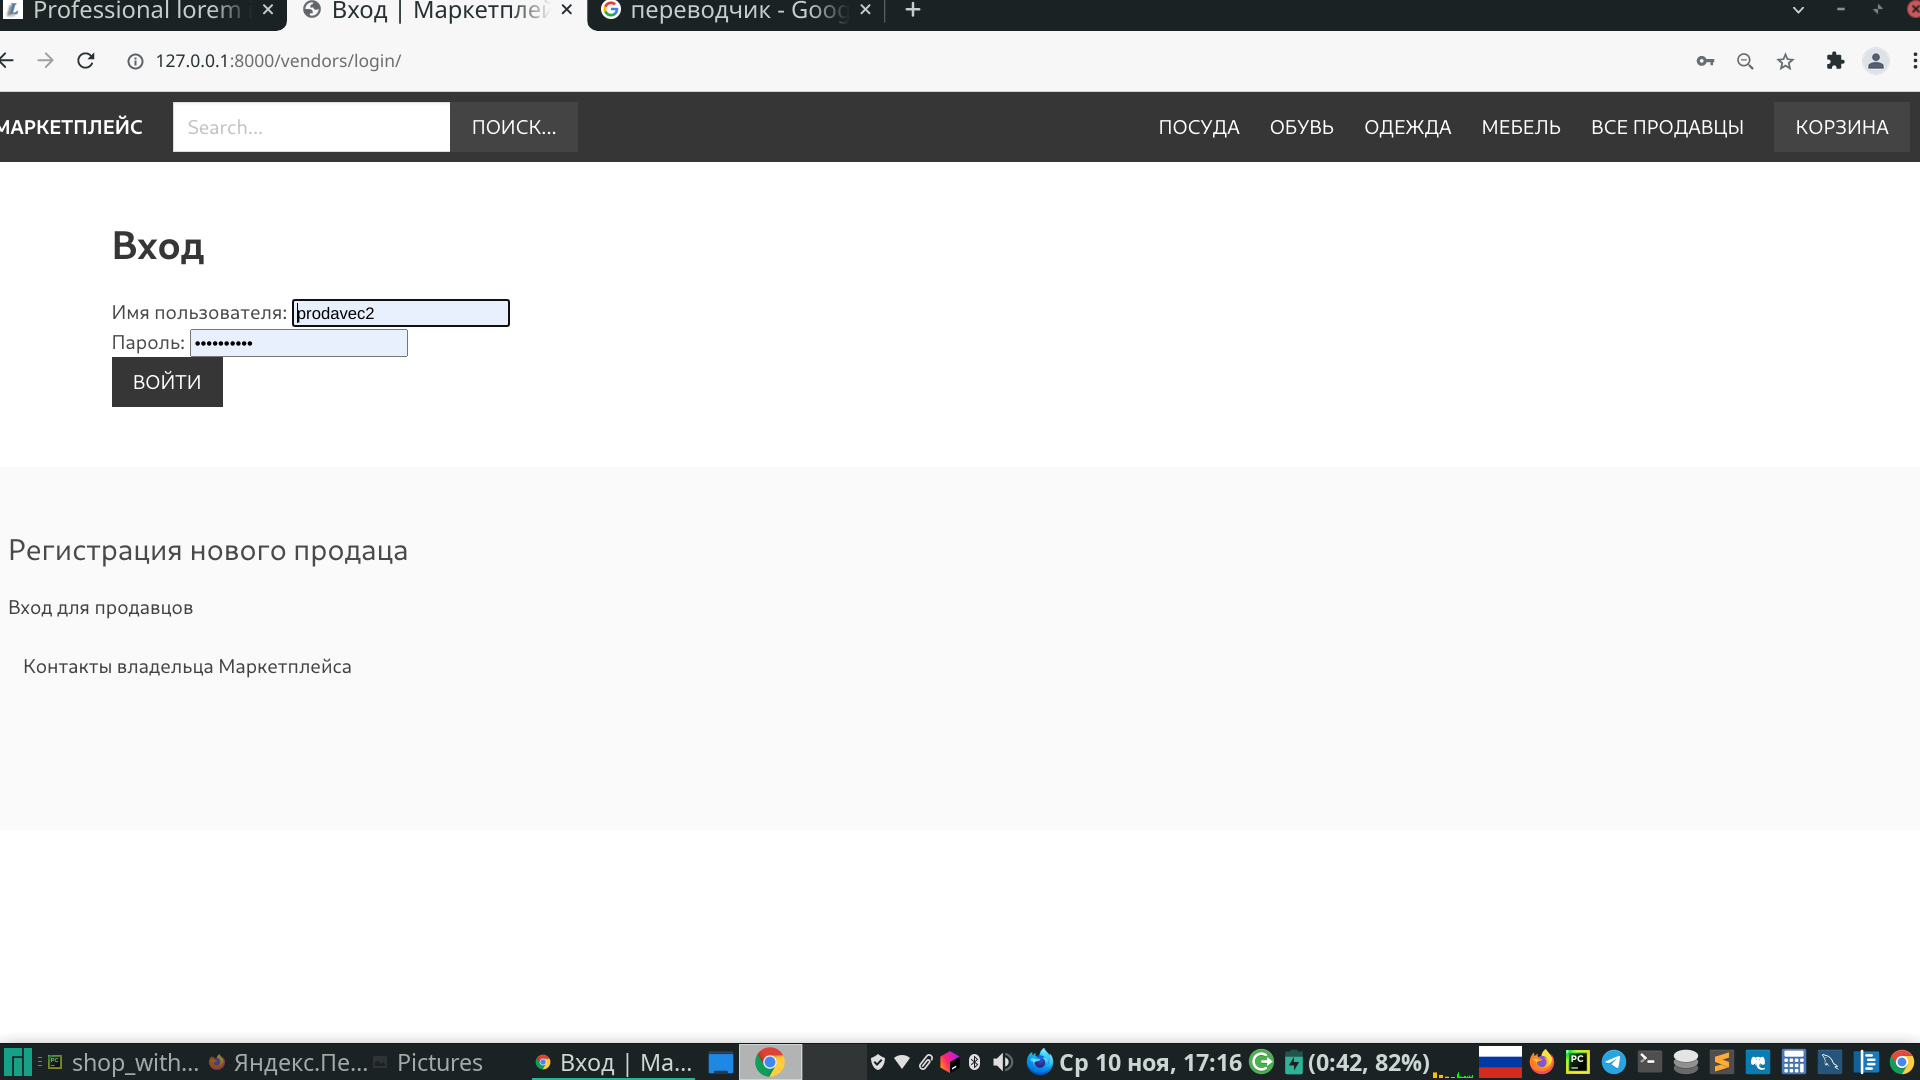 Professional lorem
Вход | Маркетплей
переводчик - Goog
127.0.0.1:8000/vendors/login/
МАРКЕТПЛЕЙС
Search...
ПОИСК...
ПОСУДА
ОБУВЬ
ОДЕЖДА
МЕБЕЛЬ
ВСЕ ПРОДАВЦЫ
КОРЗИНА
Вход
Имя пользователя: prodavec2
Пароль: ••••••••••
ВОЙТИ
Регистрация нового продаца
Вход для продавцов
Контакты владельца Маркетплейса
shop_with...
Яндекс.Пе...
Pictures
Вход | Ма...
Ср 10 ноя, 17:16
(0:42, 82%)